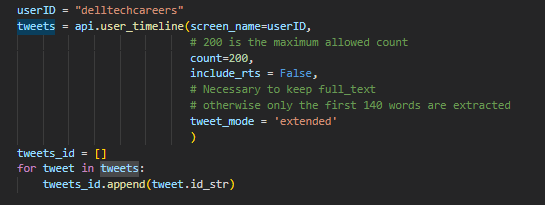 userID = "delltechcareers"
tweets = api.user_timeline(screen_name=userID,
# 200 is the maximum allowed count
count=200,
include_rts = False,
# Necessary to keep full_text
# otherwise only the first 140 words are extracted
tweet_mode = 'extended'
)
tweets_id = []
for tweet in tweets:
tweets_id.append(tweet.id_str)